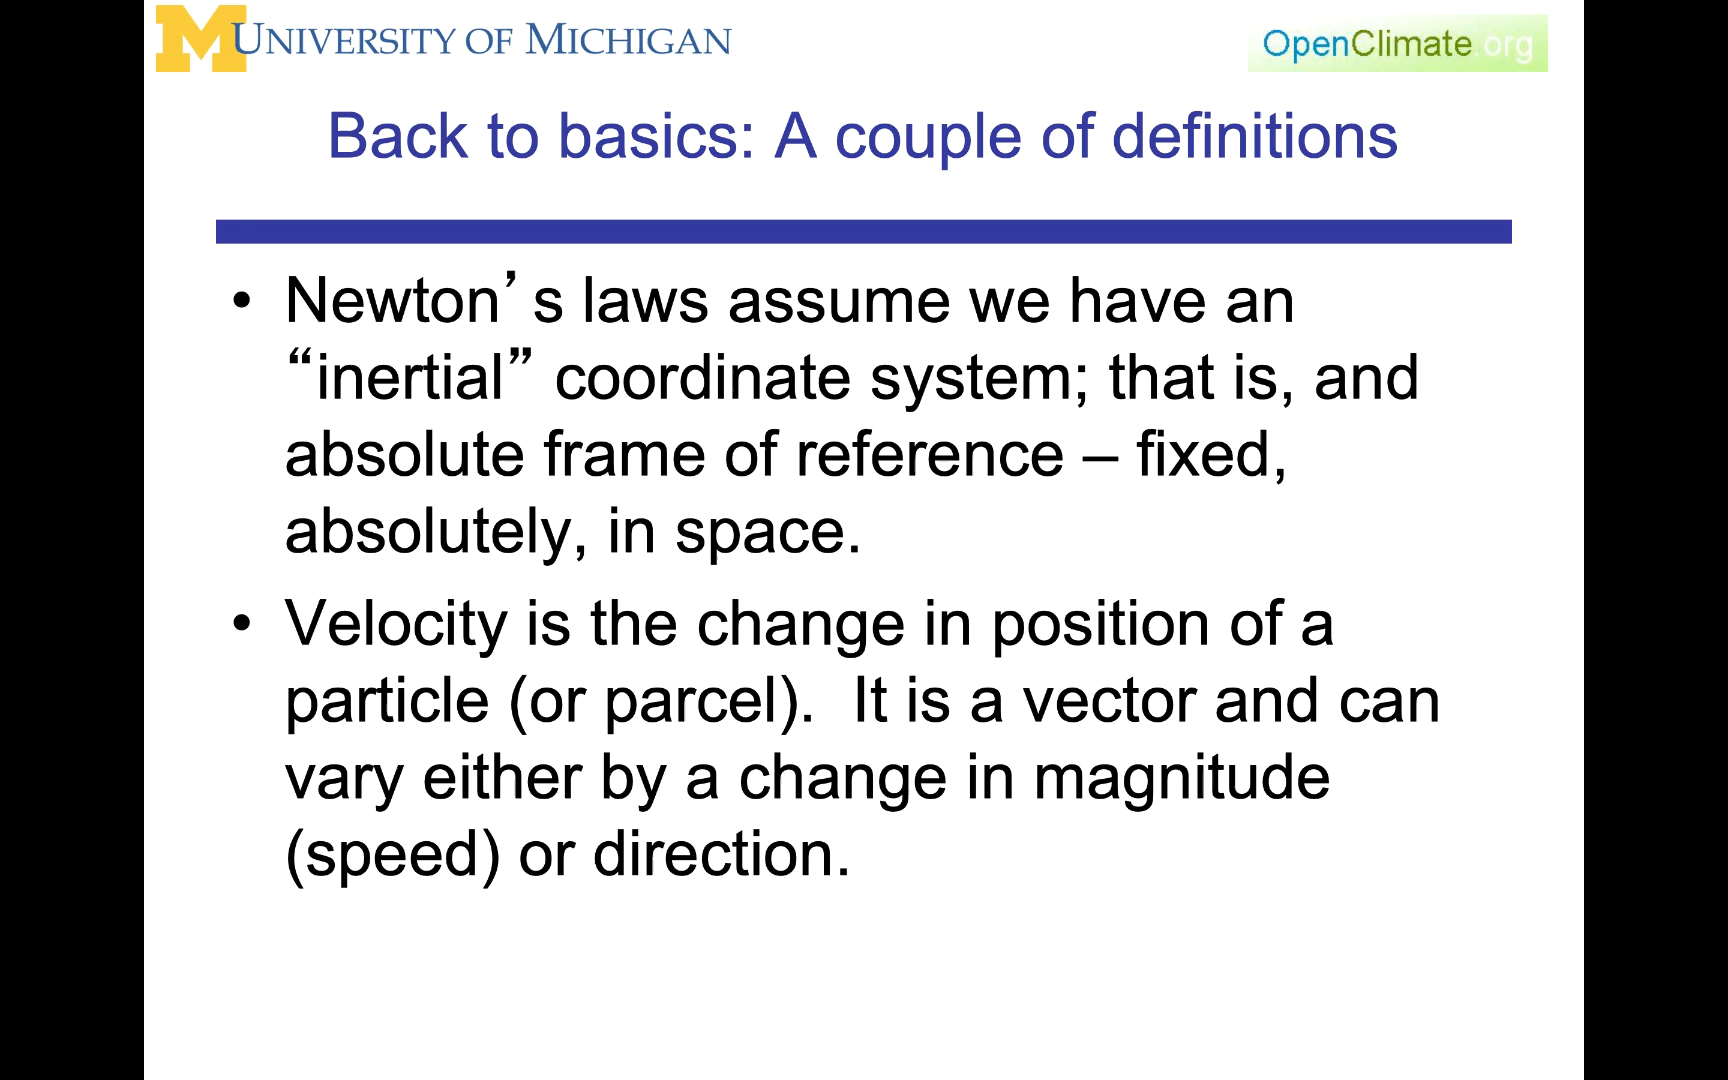 M UNIVERSITY OF MICHIGAN
OpenClimate.org
Back to basics: A couple of definitions
• Newton’s laws assume we have an
“inertial” coordinate system; that is, and
absolute frame of reference – fixed,
absolutely, in space.
• Velocity is the change in position of a
particle (or parcel).  It is a vector and can
vary either by a change in magnitude
(speed) or direction.